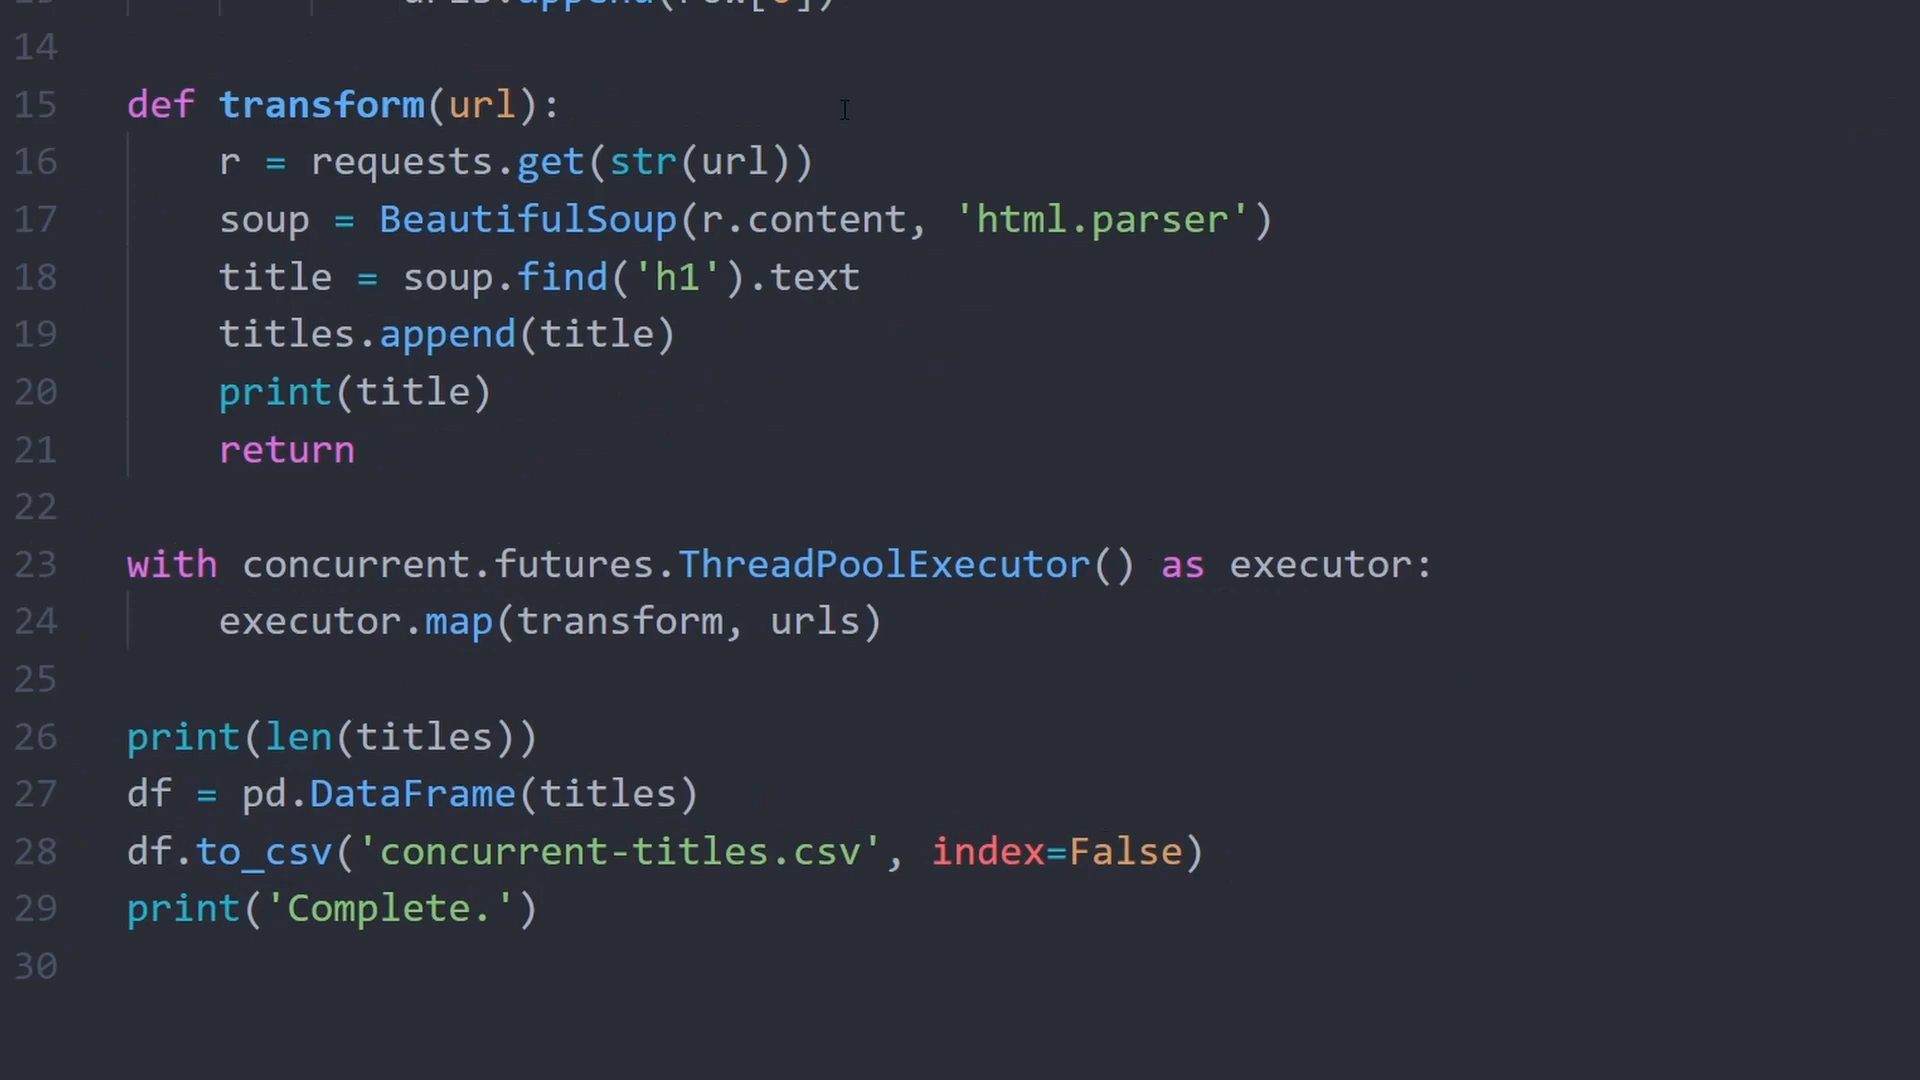 14
15 def transform(url):
16     r = requests.get(str(url))
17     soup = BeautifulSoup(r.content, 'html.parser')
18     title = soup.find('h1').text
19     titles.append(title)
20     print(title)
21     return
22
23 with concurrent.futures.ThreadPoolExecutor() as executor:
24     executor.map(transform, urls)
25
26 print(len(titles))
27 df = pd.DataFrame(titles)
28 df.to_csv('concurrent-titles.csv', index=False)
29 print('Complete.')
30